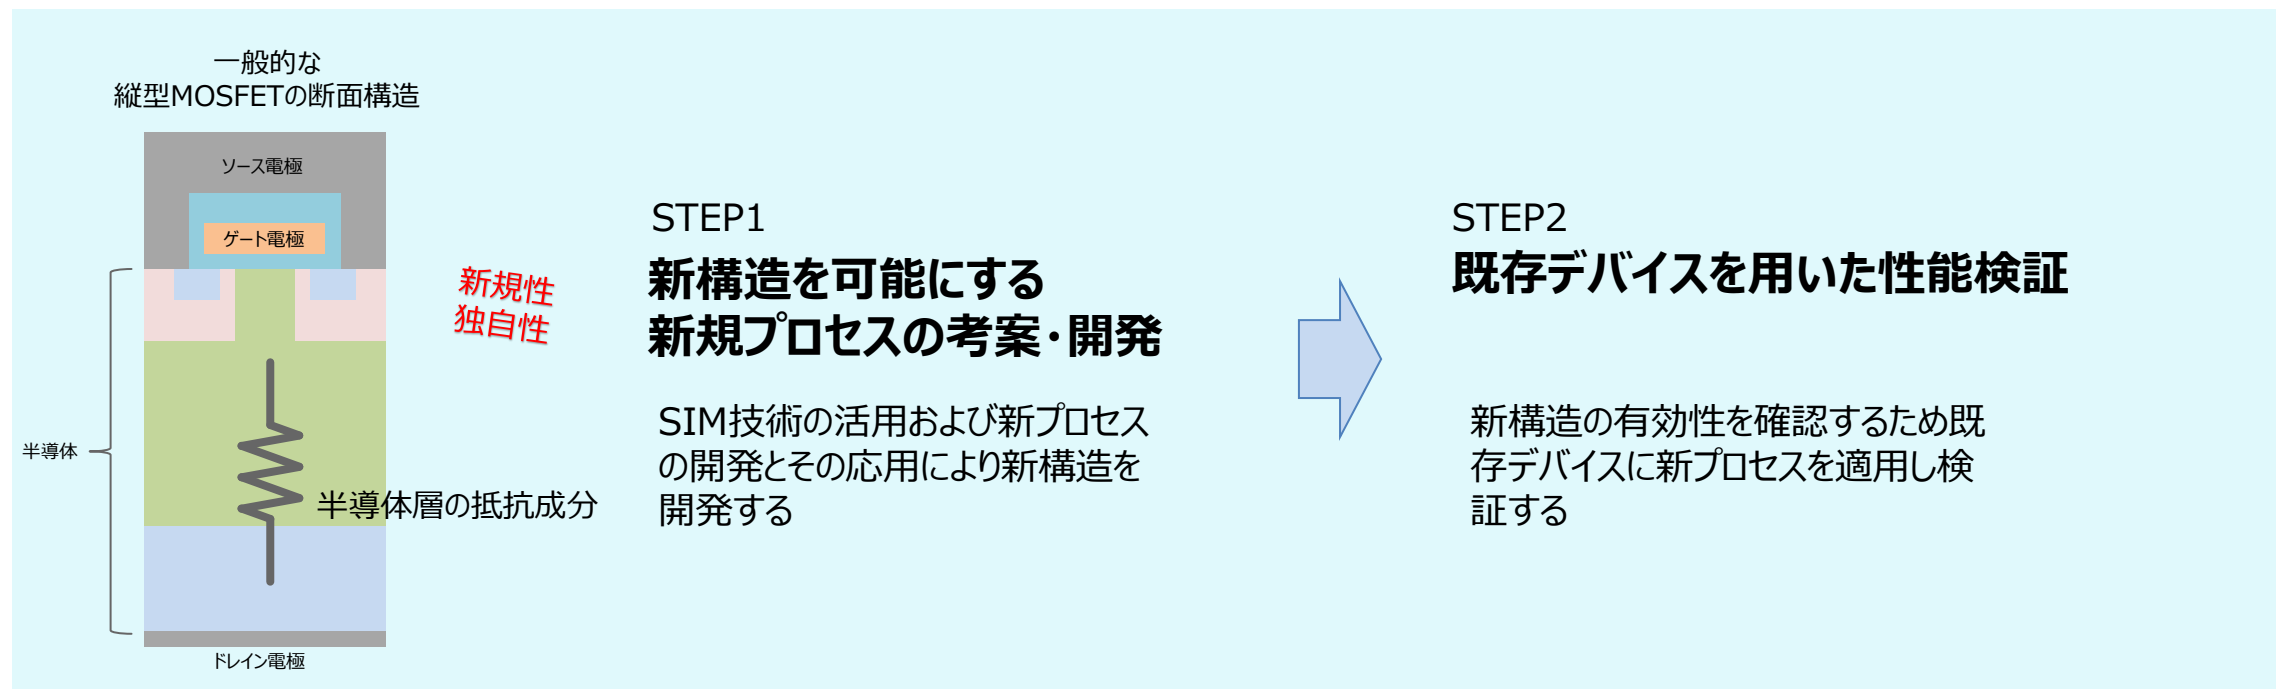 一般的な
縦型MOSFETの断面構造
ソース電極
ゲート電極
半導体
半導体層の抵抗成分
ドレイン電極
新規性
独自性
STEP1
新構造を可能にする
新規プロセスの考案・開発
SIM技術の活用および新プロセス
の開発とその応用により新構造を
開発する
STEP2
既存デバイスを用いた性能検証
新構造の有効性を確認するため既
存デバイスに新プロセスを適用し検
証する